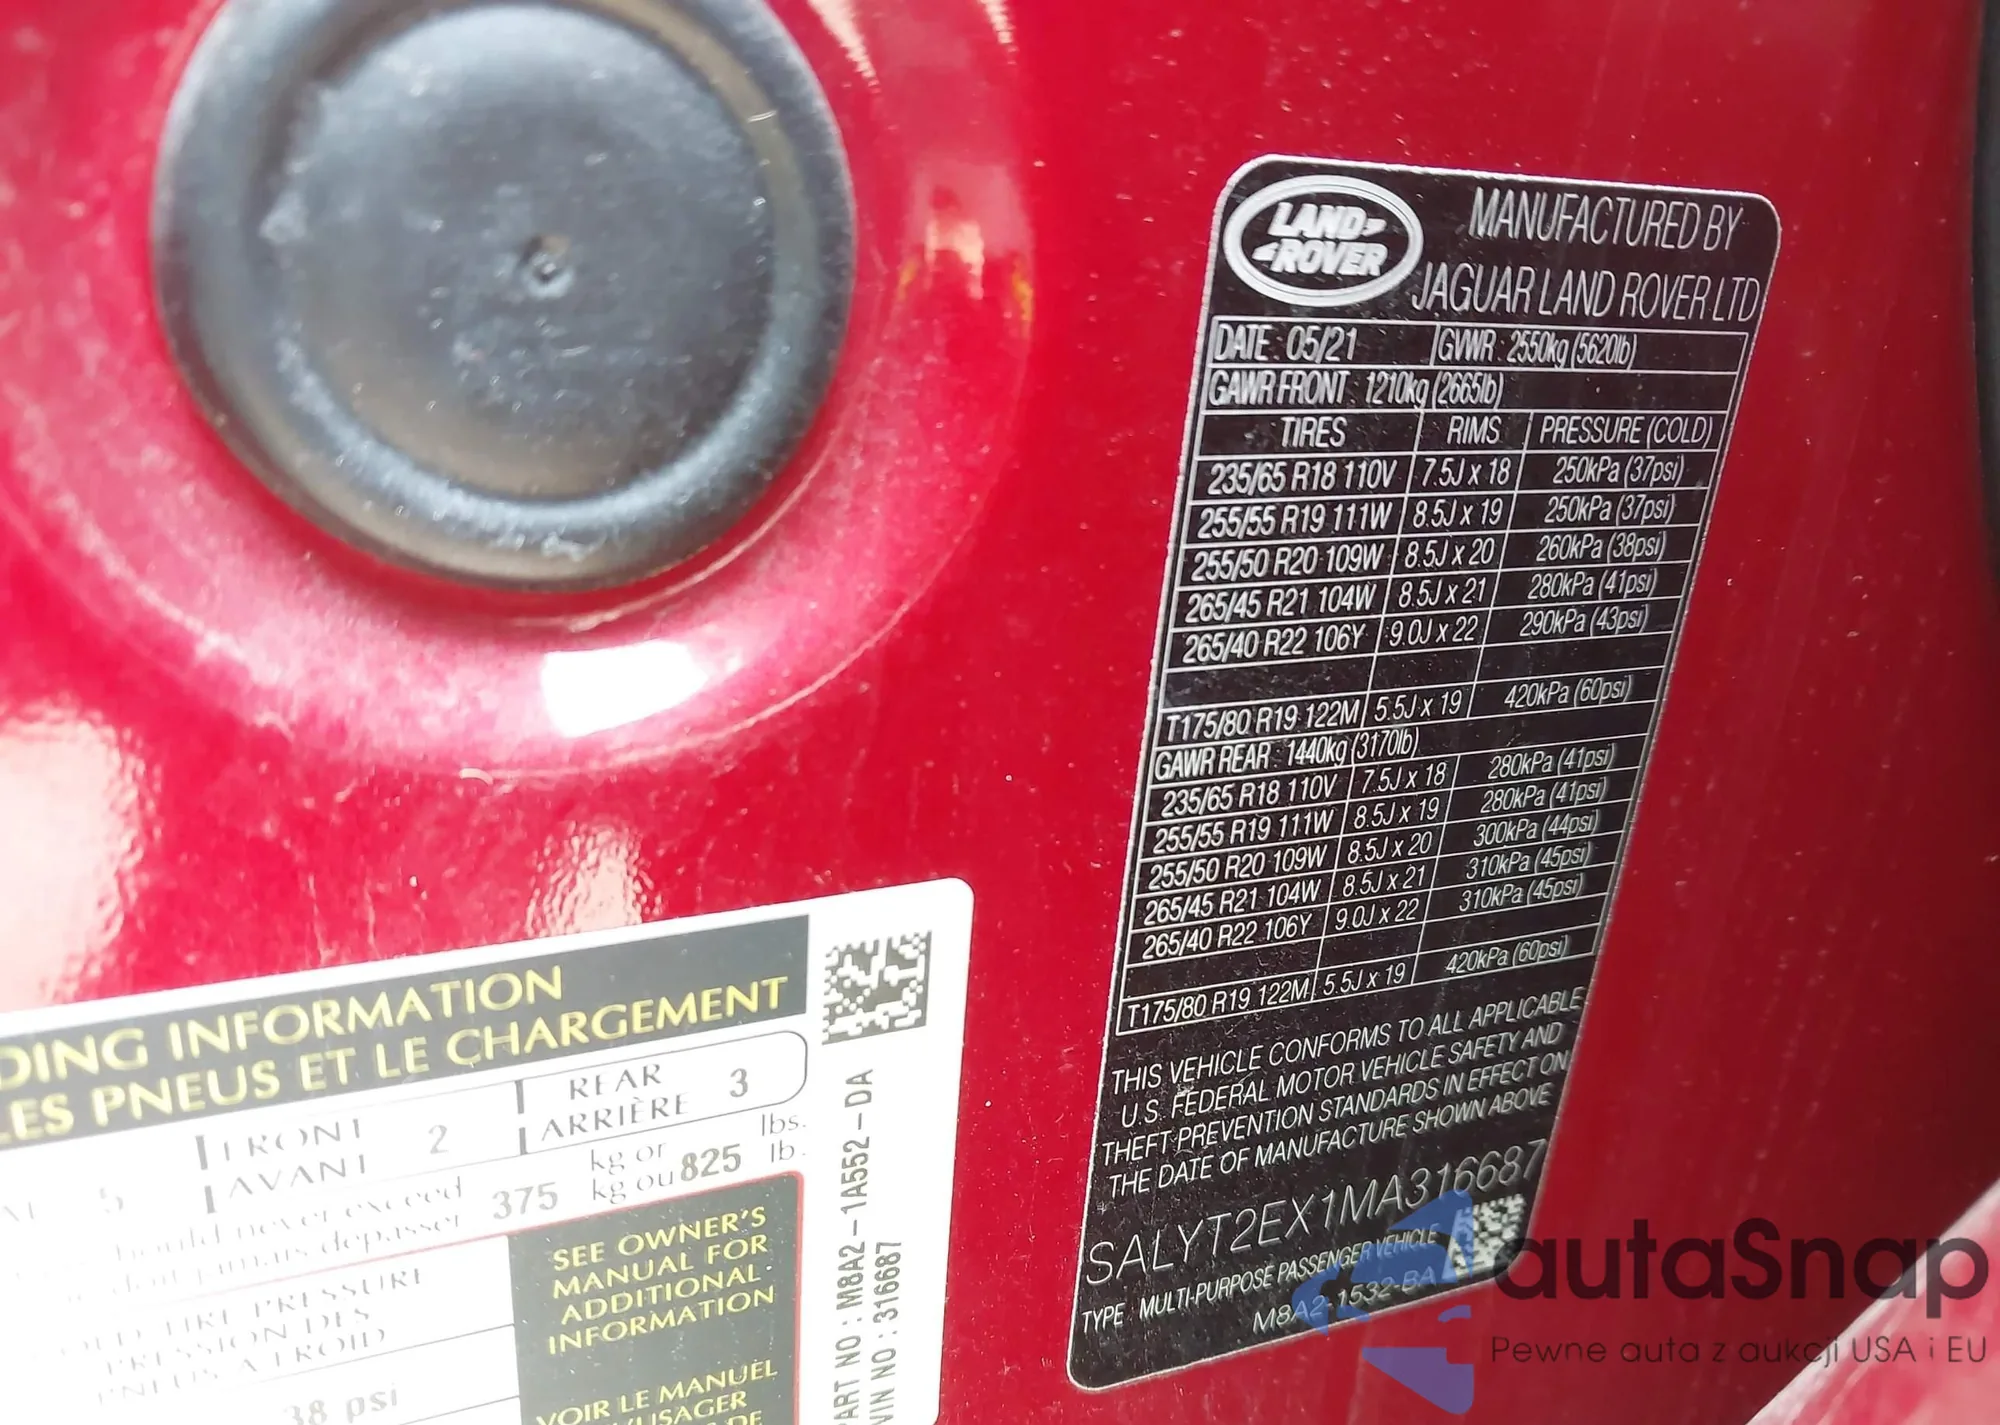 LAND ROVER
MANUFACTURED BY
JAGUAR LAND ROVER LTD
DATE 05/21 GVWR 2550kg (5620lb)
GAWR FRONT 1210kg (2665lb)
TIRES RIMS PRESSURE (COLD)
235/65 R18 110V 7.5J x 18 250kPa (37psi)
255/55 R19 111W 8.5J x 19 250kPa (37psi)
255/50 R20 109W 8.5J x 20 260kPa (38psi)
265/45 R21 104W 8.5J x 21 280kPa (41psi)
265/40 R22 106Y 9.0J x 22 290kPa (43psi)
T175/80 R19 122M 5.5J x 19 420kPa (60psi)
GAWR REAR 1440kg (3170lb)
235/65 R18 110V 7.5J x 18 280kPa (41psi)
255/55 R19 111W 8.5J x 19 280kPa (41psi)
255/50 R20 109W 8.5J x 20 300kPa (44psi)
265/45 R21 104W 8.5J x 21 310kPa (45psi)
265/40 R22 106Y 9.0J x 22 310kPa (45psi)
T175/80 R19 122M 5.5J x 19 420kPa (60psi)
THIS VEHICLE CONFORMS TO ALL APPLICABLE
U.S. FEDERAL MOTOR VEHICLE SAFETY AND
THEFT PREVENTION STANDARDS IN EFFECT ON
THE DATE OF MANUFACTURE SHOWN ABOVE
SALYT2EX1MA316687
TYPE MULTI-PURPOSE PASSENGER VEHICLE
M8A2-1532-BA
DING INFORMATION
LES PNEUS ET LE CHARGEMENT
FRONT
AVANT 2
REAR
ARRIÈRE 3
5
should never exceed
jamais dépasser 375
kg or
kg ou 825
lbs.
lb.
TIRE PRESSURE
PRESSION DES
PNEUS À FROID
38 psi
SEE OWNER'S
MANUAL FOR
ADDITIONAL
INFORMATION
VOIR LE MANUEL
PART NO : M8A2-1A552-DA
VIN NO : 316687
autaSnap
Pewne auta z aukcji USA i EU